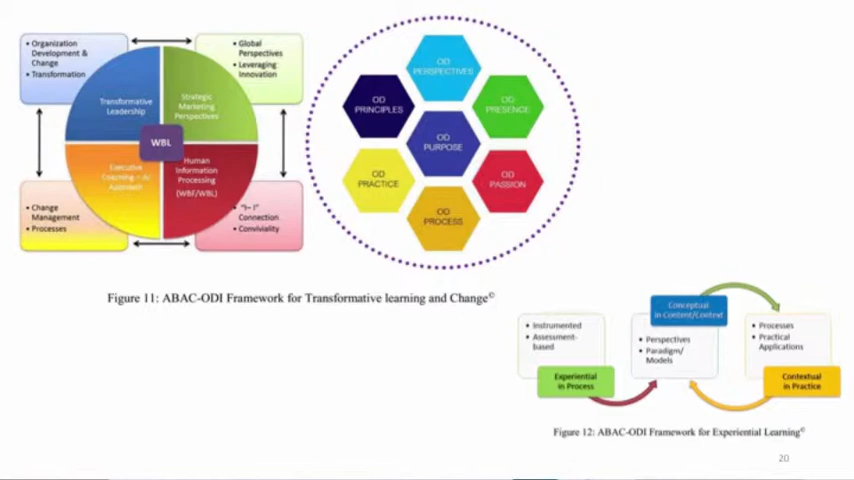 • Organization
Development &
Change
• Transformation
• Global
Perspectives
• Leveraging
Innovation
Transformative
Leadership
Strategic
Marketing
Perspectives
WBL
Executive
Coaching – AI
Approach
Human
Information
Processing
(WBF/WBL)
• Change
Management
• Processes
• "I– I"
Connection
• Conviviality
OD
PERSPECTIVES
OD
PRINCIPLES
OD
PRESENCE
OD
PURPOSE
OD
PRACTICE
OD
PASSION
OD
PROCESS
Figure 11: ABAC-ODI Framework for Transformative learning and Change©
• Instrumented
• Assessment-
based
Experiential
in Process
Conceptual
in Content/Context
• Perspectives
• Paradigm/
Models
• Processes
• Practical
Applications
Contextual
in Practice
Figure 12: ABAC-ODI Framework for Experiential Learning©
20